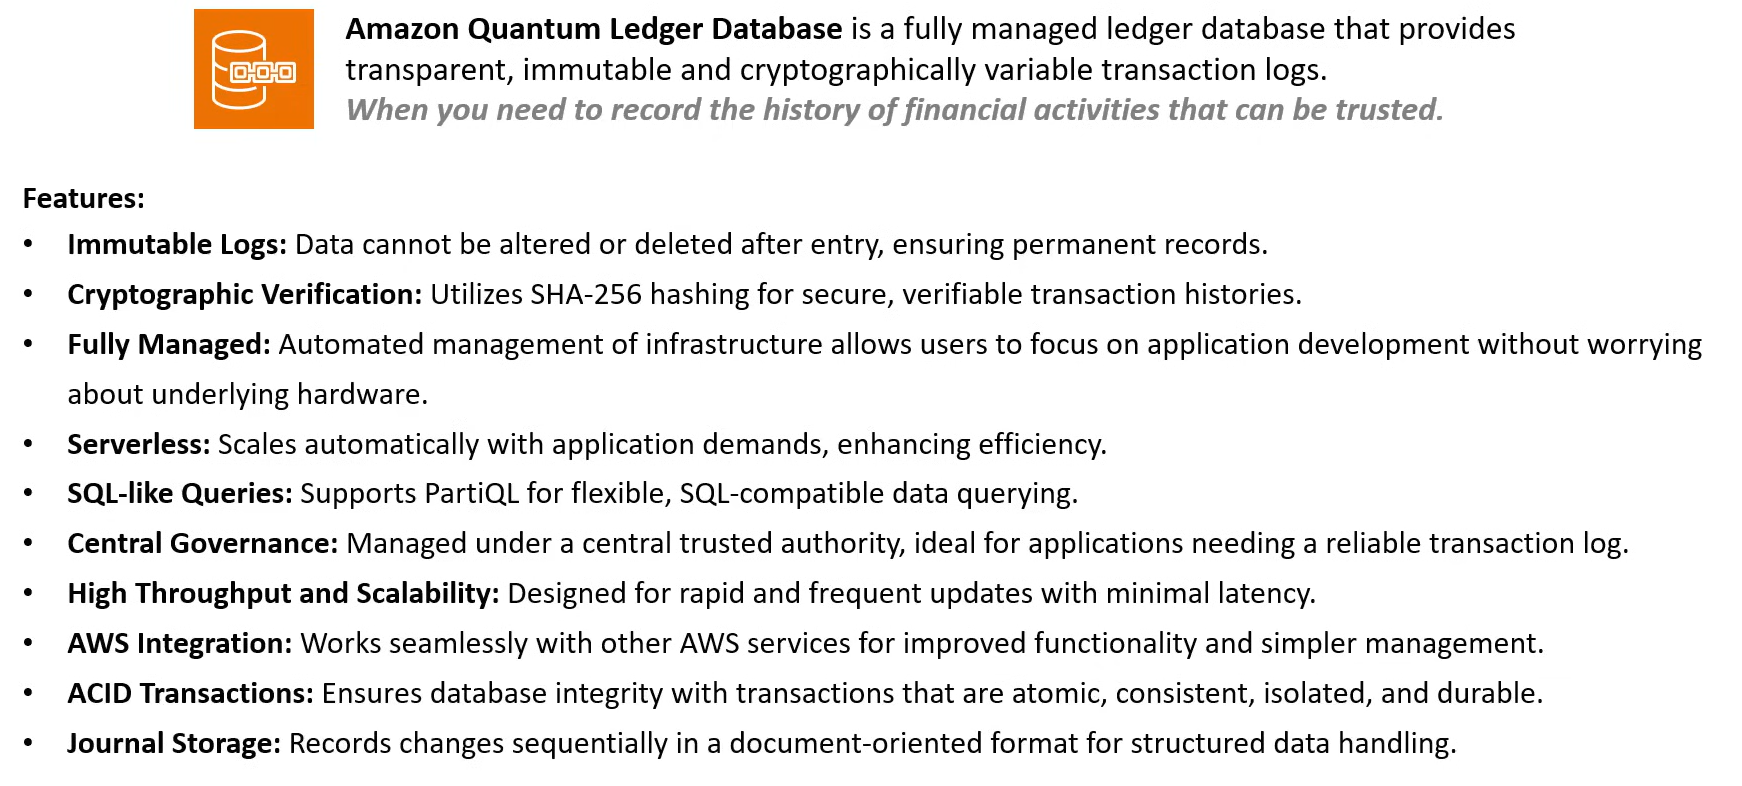 Amazon Quantum Ledger Database is a fully managed ledger database that provides
transparent, immutable and cryptographically variable transaction logs.
When you need to record the history of financial activities that can be trusted.
Features:
• Immutable Logs: Data cannot be altered or deleted after entry, ensuring permanent records.
• Cryptographic Verification: Utilizes SHA-256 hashing for secure, verifiable transaction histories.
• Fully Managed: Automated management of infrastructure allows users to focus on application development without worrying
about underlying hardware.
• Serverless: Scales automatically with application demands, enhancing efficiency.
• SQL-like Queries: Supports PartiQL for flexible, SQL-compatible data querying.
• Central Governance: Managed under a central trusted authority, ideal for applications needing a reliable transaction log.
• High Throughput and Scalability: Designed for rapid and frequent updates with minimal latency.
• AWS Integration: Works seamlessly with other AWS services for improved functionality and simpler management.
• ACID Transactions: Ensures database integrity with transactions that are atomic, consistent, isolated, and durable.
• Journal Storage: Records changes sequentially in a document-oriented format for structured data handling.